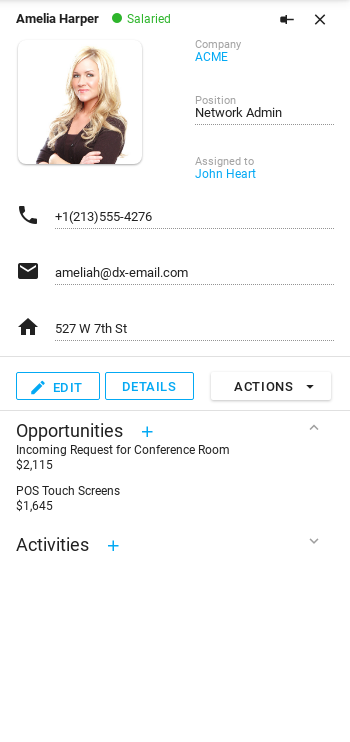 Amelia Harper Salaried
Company
ACME
Position
Network Admin
Assigned to
John Heart
+1(213)555-4276
ameliah@dx-email.com
527 W 7th St
EDIT DETAILS ACTIONS
Opportunities +
Incoming Request for Conference Room
$2,115
POS Touch Screens
$1,645
Activities +